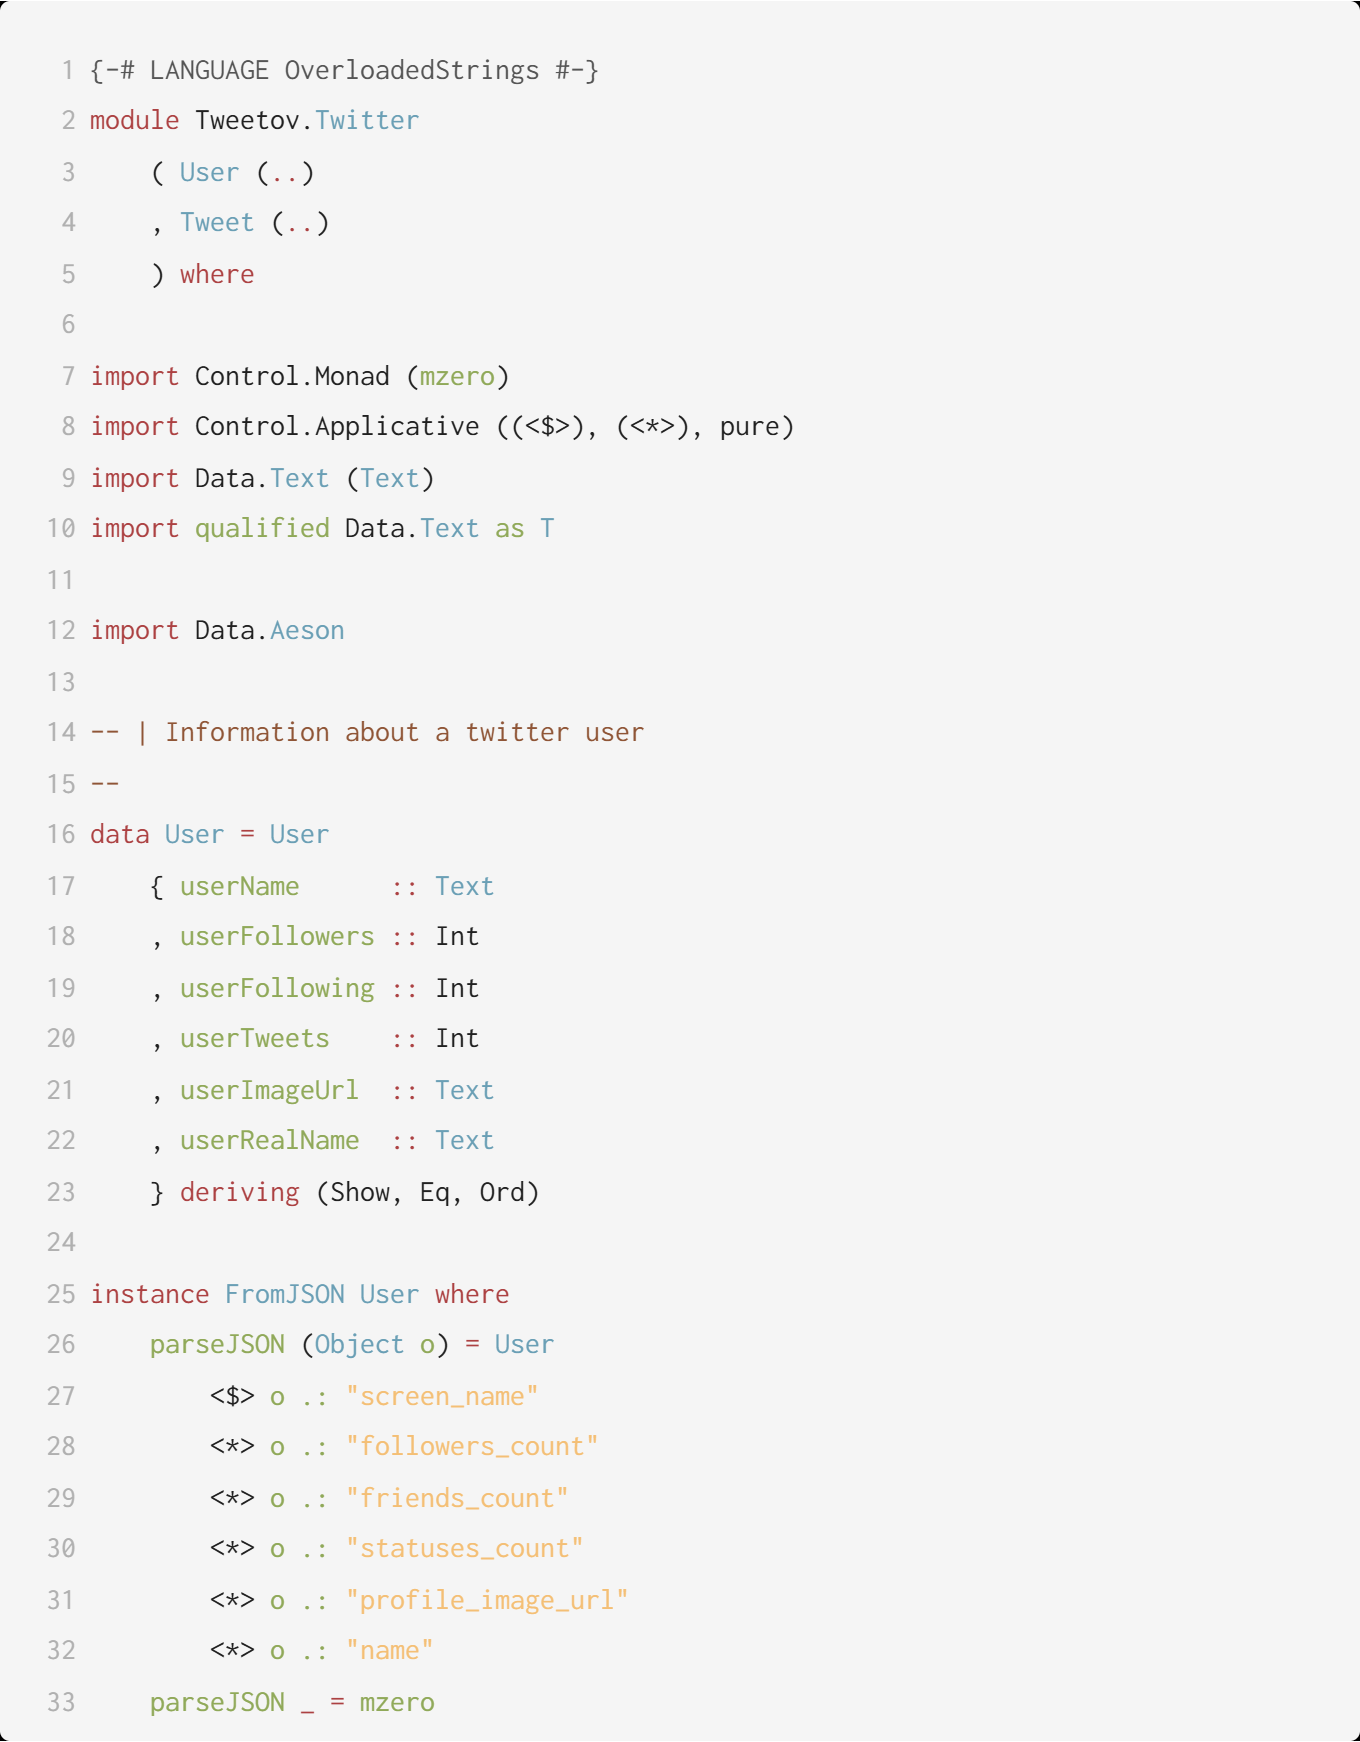 1 {-# LANGUAGE OverloadedStrings #-}
2 module Tweetov.Twitter
3     ( User (..)
4     , Tweet (..)
5     ) where
6
7 import Control.Monad (mzero)
8 import Control.Applicative ((<$>), (<*>), pure)
9 import Data.Text (Text)
10 import qualified Data.Text as T
11
12 import Data.Aeson
13
14 -- | Information about a twitter user
15 --
16 data User = User
17     { userName      :: Text
18     , userFollowers :: Int
19     , userFollowing :: Int
20     , userTweets    :: Int
21     , userImageUrl  :: Text
22     , userRealName  :: Text
23     } deriving (Show, Eq, Ord)
24
25 instance FromJSON User where
26     parseJSON (Object o) = User
27         <$> o .: "screen_name"
28         <*> o .: "followers_count"
29         <*> o .: "friends_count"
30         <*> o .: "statuses_count"
31         <*> o .: "profile_image_url"
32         <*> o .: "name"
33     parseJSON _ = mzero